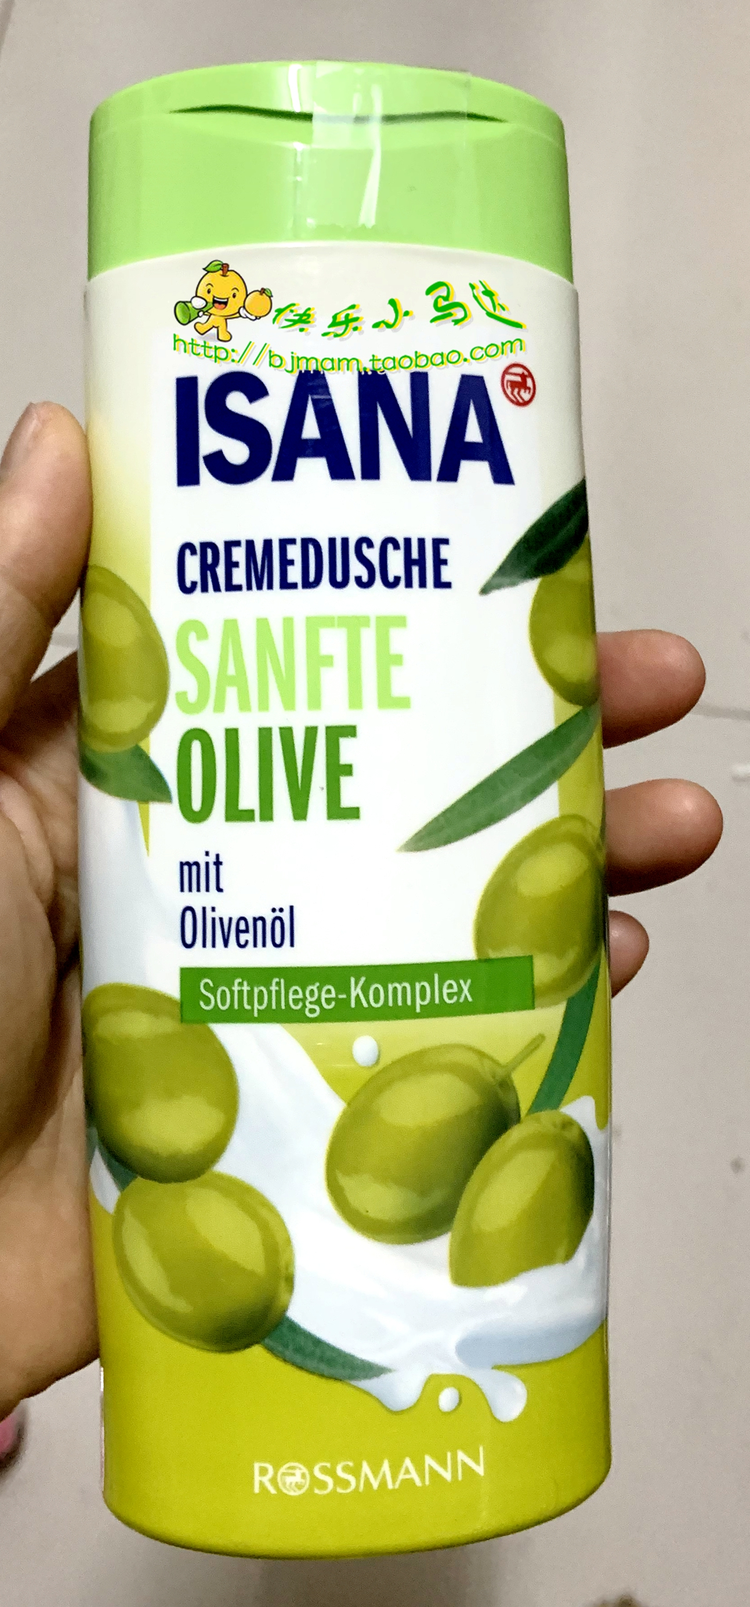 快乐小马达
http://bjmam.taobao.com
ISANA
CREMEDUSCHE
SANFTE
OLIVE
mit
Olivenöl
Softpflege-Komplex
ROSSMANN